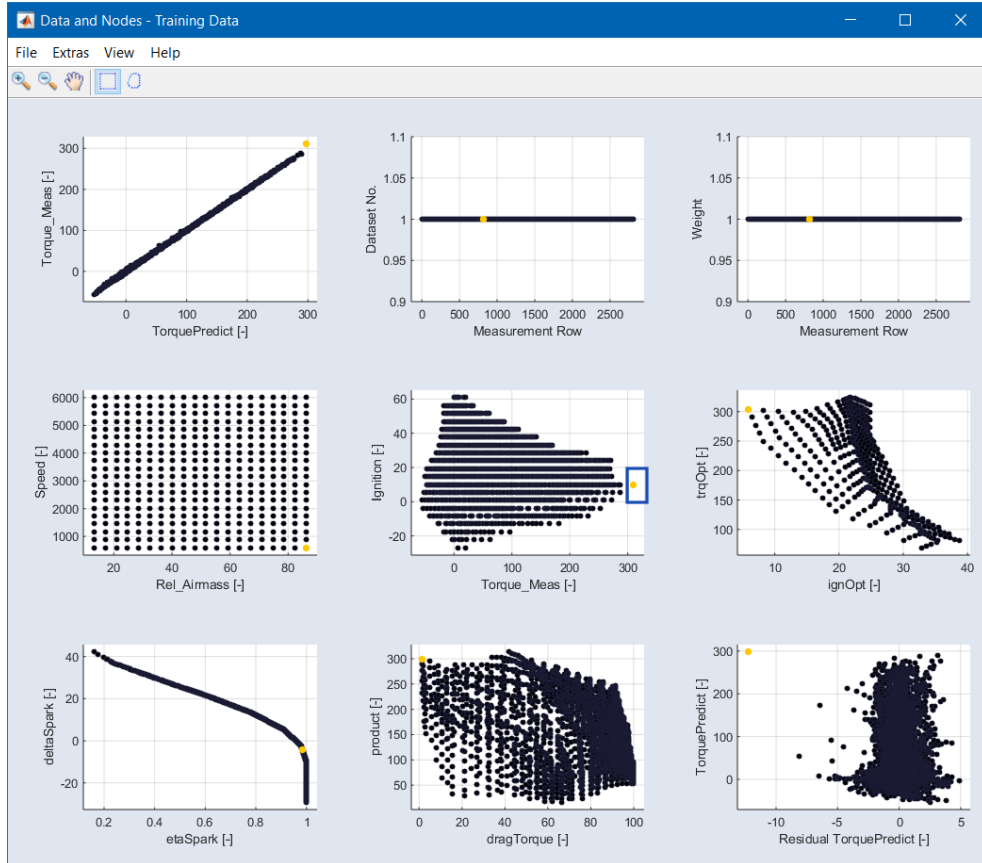 Data and Nodes - Training Data
File Extras View Help
Torque_Meas [-]
300
200
100
0
0 100 200 300
TorquePredict [-]
Dataset No.
1.1
1.05
1
0.95
0.9
0 500 1000 1500 2000 2500
Measurement Row
Weight
1.1
1.05
1
0.95
0.9
0 500 1000 1500 2000 2500
Measurement Row
Speed [-]
6000
5000
4000
3000
2000
1000
20 40 60 80
Rel_Airmass [-]
Ignition [-]
60
40
20
0
-20
0 100 200 300
Torque_Meas [-]
trqOpt [-]
300
250
200
150
100
10 20 30 40
ignOpt [-]
deltaSpark [-]
40
20
0
-20
0.2 0.4 0.6 0.8 1
etaSpark [-]
product [-]
300
250
200
150
100
50
0 20 40 60 80 100
dragTorque [-]
TorquePredict [-]
300
200
100
0
-10 -5 0 5
Residual TorquePredict [-]